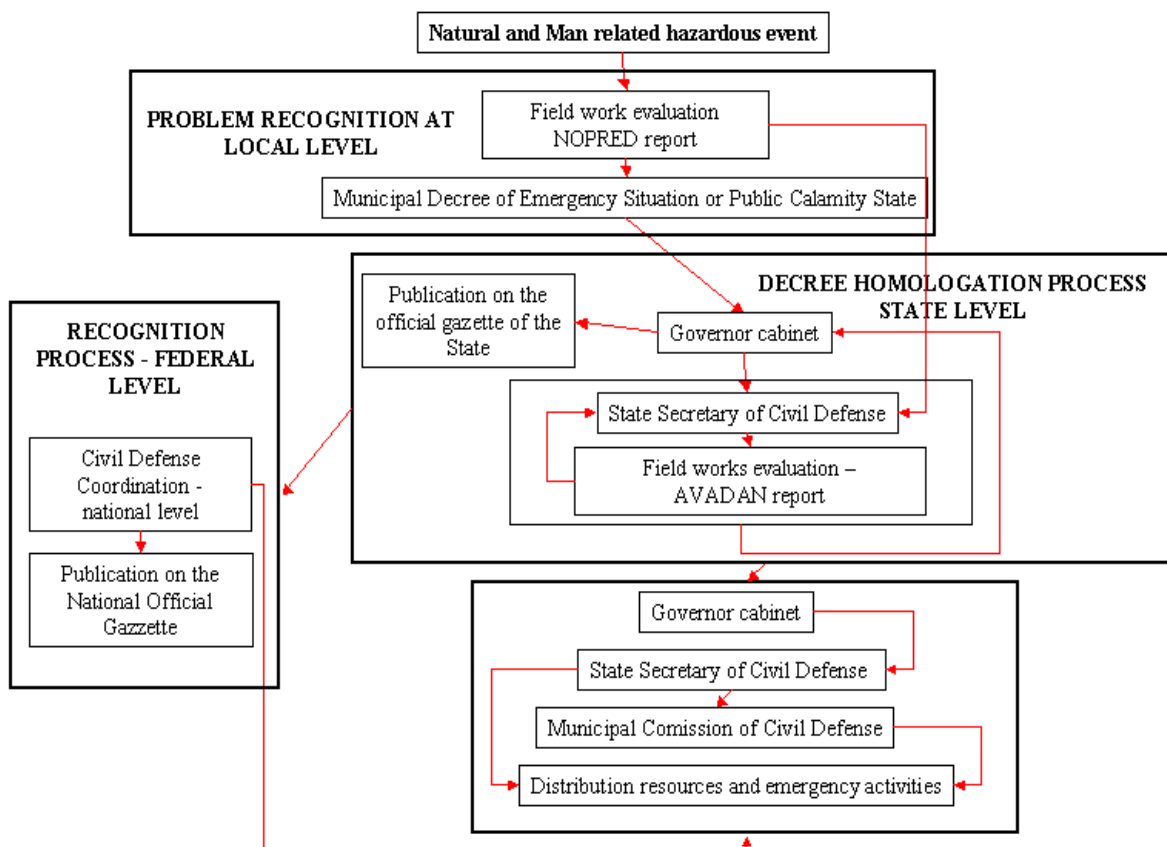 Natural and Man related hazardous event
PROBLEM RECOGNITION AT
LOCAL LEVEL
Field work evaluation
NOPRED report
Municipal Decree of Emergency Situation or Public Calamity State
DECREE HOMOLOGATION PROCESS
STATE LEVEL
Publication on the
official gazette of the
State
Governor cabinet
State Secretary of Civil Defense
Field works evaluation –
AVADAN report
RECOGNITION
PROCESS - FEDERAL
LEVEL
Civil Defense
Coordination -
national level
Publication on the
National Official
Gazzette
Governor cabinet
State Secretary of Civil Defense
Municipal Comission of Civil Defense
Distribution resources and emergency activities